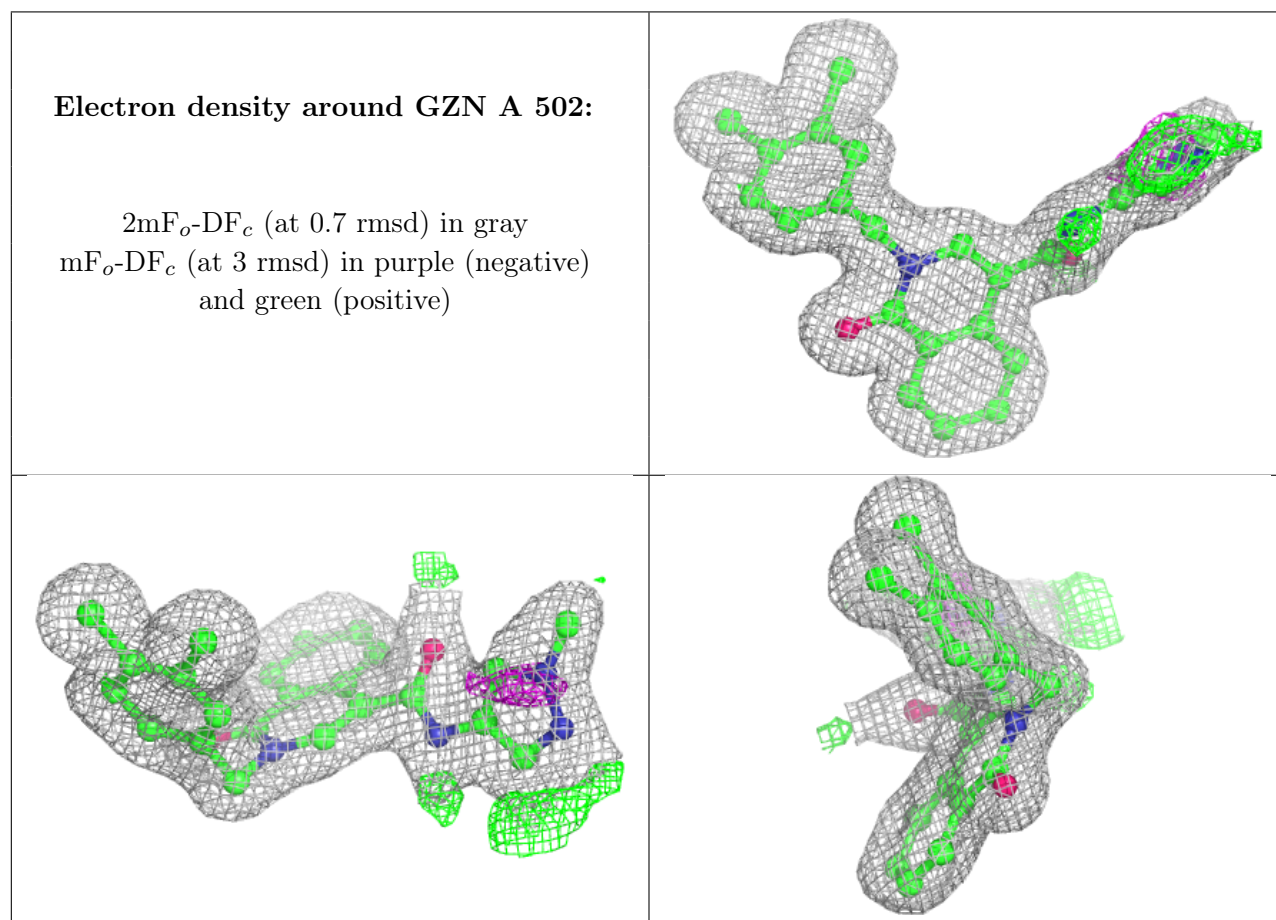 Electron density around GZN A 502:
2mFo-DFc (at 0.7 rmsd) in gray
mFo-DFc (at 3 rmsd) in purple (negative)
and green (positive)